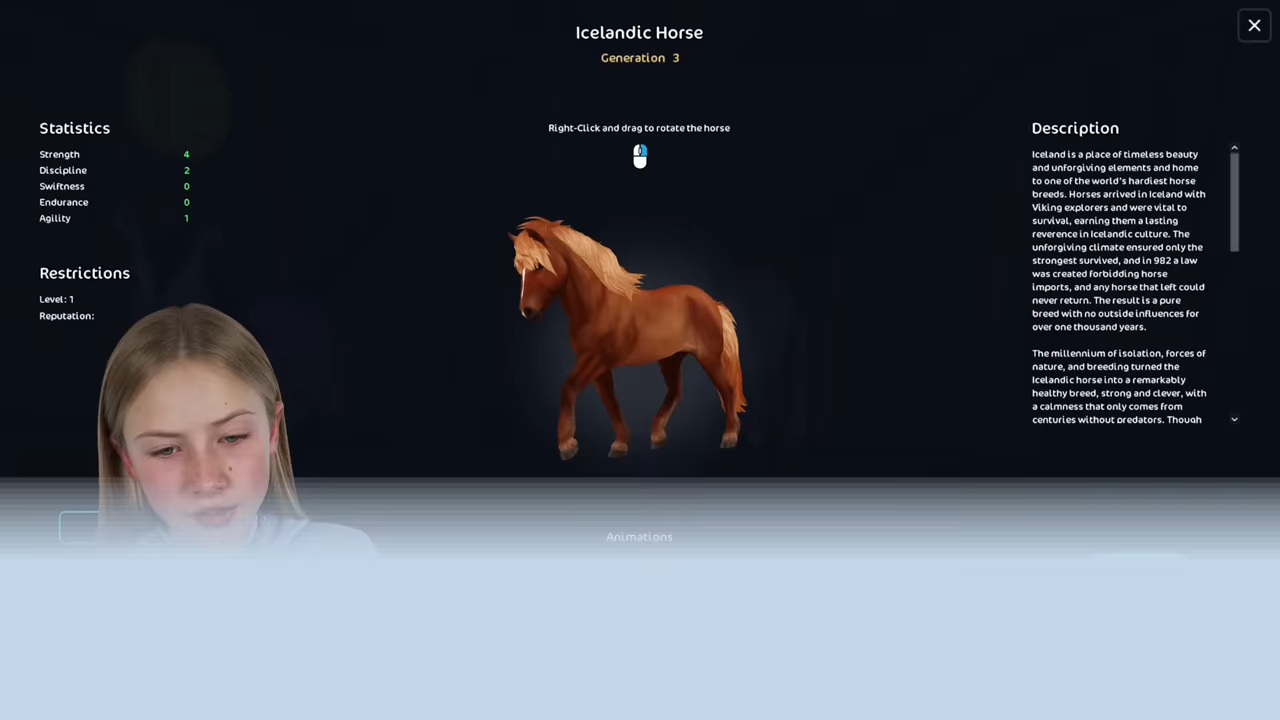 Icelandic Horse
Generation 3
Statistics
Strength 4
Discipline 2
Swiftness 0
Endurance 0
Agility 1
Restrictions
Level: 1
Reputation:
Right-Click and drag to rotate the horse
Description
Iceland is a place of timeless beauty
and unforgiving elements and home
to one of the world's hardiest horse
breeds. Horses arrived in Iceland with
Viking explorers and were vital to
survival, earning them a lasting
reverence in Icelandic culture. The
unforgiving climate ensured only the
strongest survived, and in 982 a law
was created forbidding horse
imports, and any horse that left could
never return. The result is a pure
breed with no outside influences for
over one thousand years.
The millennium of isolation, forces of
nature, and breeding turned the
Icelandic horse into a remarkably
healthy breed, strong and clever, with
a calmness that only comes from
centuries without predators. Though
Animations